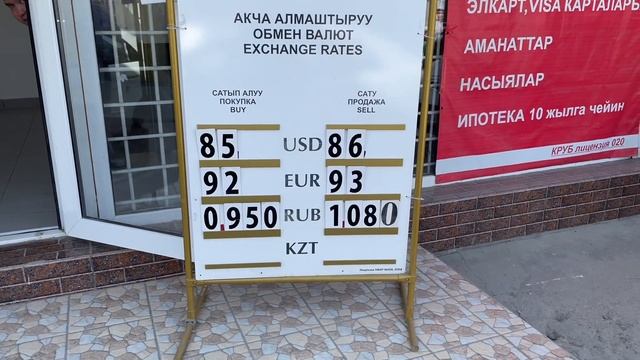 АКЧА АЛМАШТЫРУУ
ОБМЕН ВАЛЮТ
EXCHANGE RATES
САТЫП АЛУУ
ПОКУПКА
BUY
САТУ
ПРОДАЖА
SELL
85 USD 86
92 EUR 93
0,950 RUB 1,080
KZT
ЭЛКАРТ, VISA КАРТАЛАРЫ
АМАНАТТАР
НАСЫЯЛАР
ИПОТЕКА 10 жылга чейин
КРУБ лицензия 020